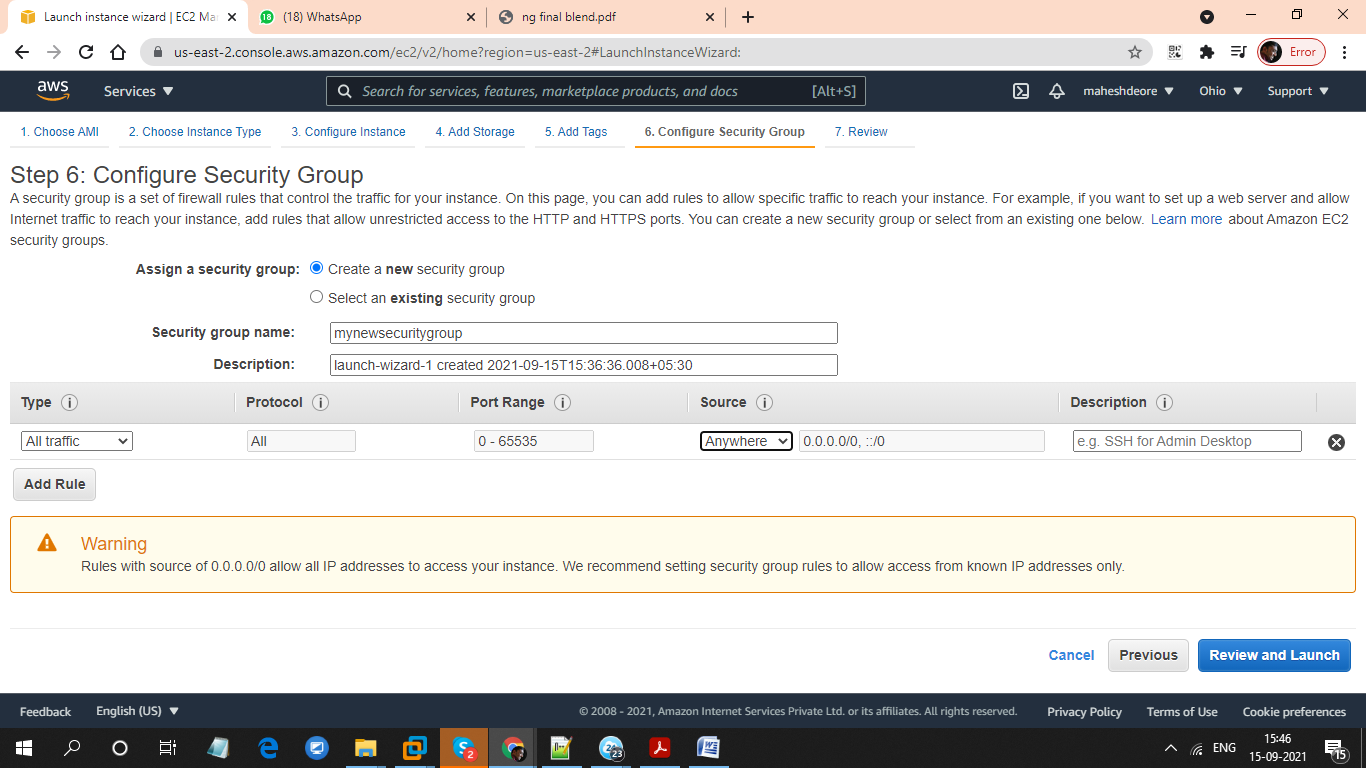 Launch instance wizard | EC2 Mar
18
(18) WhatsApp
ng final blend.pdf
us-east-2.console.aws.amazon.com/ec2/v2/home?region=us-east-2#LaunchInstanceWizard:
Error
aws
Services
Search for services, features, marketplace products, and docs
[Alt+S]
maheshdeore
Ohio
Support
1. Choose AMI
2. Choose Instance Type
3. Configure Instance
4. Add Storage
5. Add Tags
6. Configure Security Group
7. Review
Step 6: Configure Security Group
A security group is a set of firewall rules that control the traffic for your instance. On this page, you can add rules to allow specific traffic to reach your instance. For example, if you want to set up a web server and allow
Internet traffic to reach your instance, add rules that allow unrestricted access to the HTTP and HTTPS ports. You can create a new security group or select from an existing one below. Learn more about Amazon EC2
security groups.
Assign a security group:
Create a new security group
Select an existing security group
Security group name:
mynewsecuritygroup
Description:
launch-wizard-1 created 2021-09-15T15:36:36.008+05:30
Type
Protocol
Port Range
Source
Description
All traffic
All
0 - 65535
Anywhere
0.0.0.0/0, ::/0
e.g. SSH for Admin Desktop
Add Rule
Warning
Rules with source of 0.0.0.0/0 allow all IP addresses to access your instance. We recommend setting security group rules to allow access from known IP addresses only.
Cancel
Previous
Review and Launch
Feedback
English (US)
© 2008 - 2021, Amazon Internet Services Private Ltd. or its affiliates. All rights reserved.
Privacy Policy
Terms of Use
Cookie preferences
2
23
ENG
15:46
15-09-2021
15